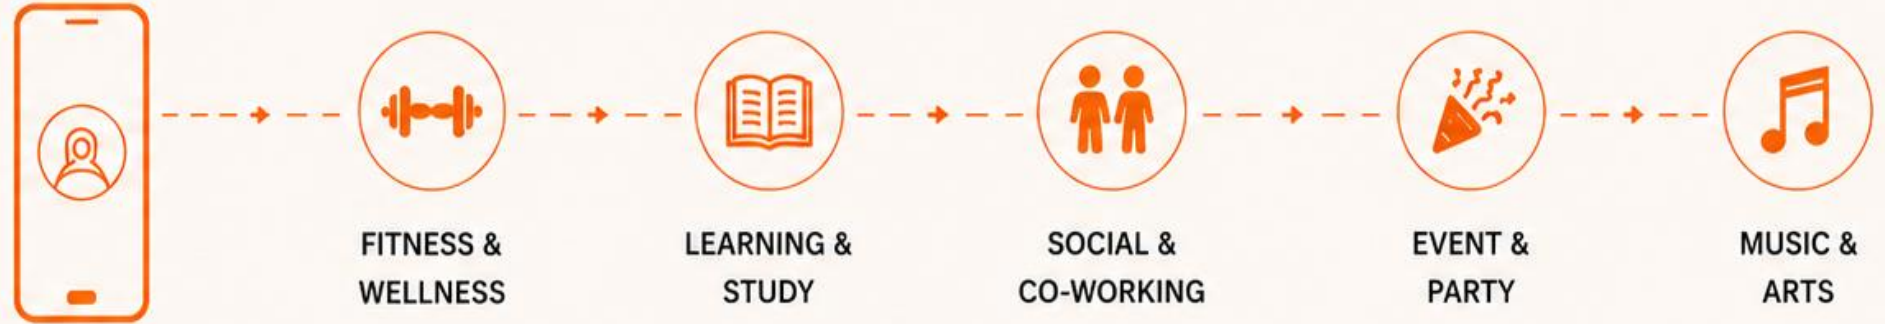 FITNESS &
WELLNESS
LEARNING &
STUDY
SOCIAL &
CO-WORKING
EVENT &
PARTY
MUSIC &
ARTS